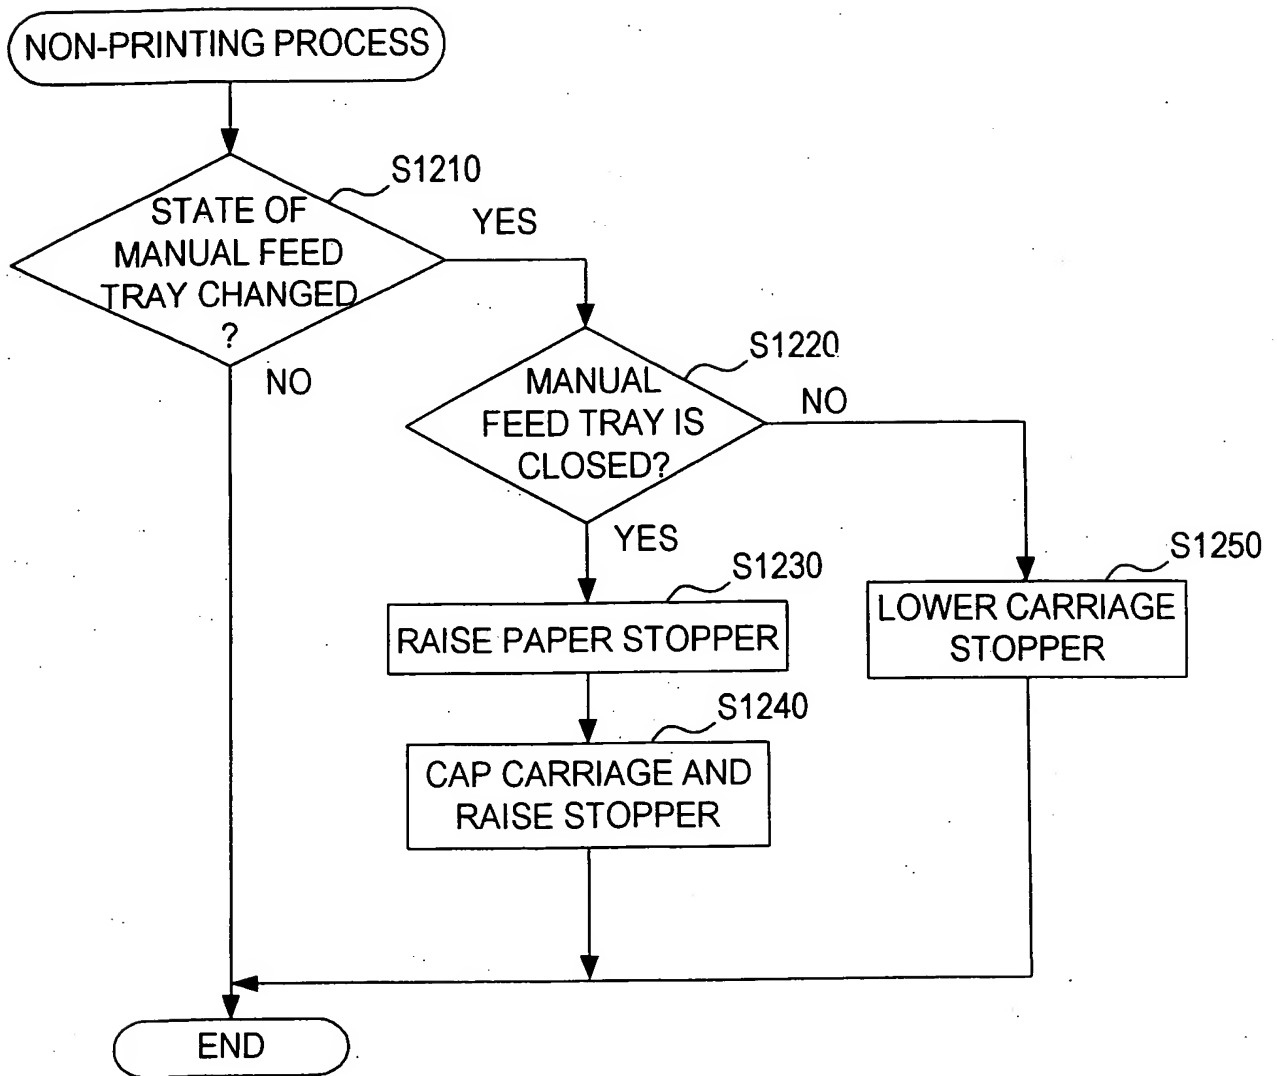 NON-PRINTING PROCESS
S1210
STATE OF
MANUAL FEED
TRAY CHANGED
?
YES
NO
S1220
MANUAL
FEED TRAY IS
CLOSED?
NO
YES
S1230
RAISE PAPER STOPPER
S1250
LOWER CARRIAGE
STOPPER
S1240
CAP CARRIAGE AND
RAISE STOPPER
END